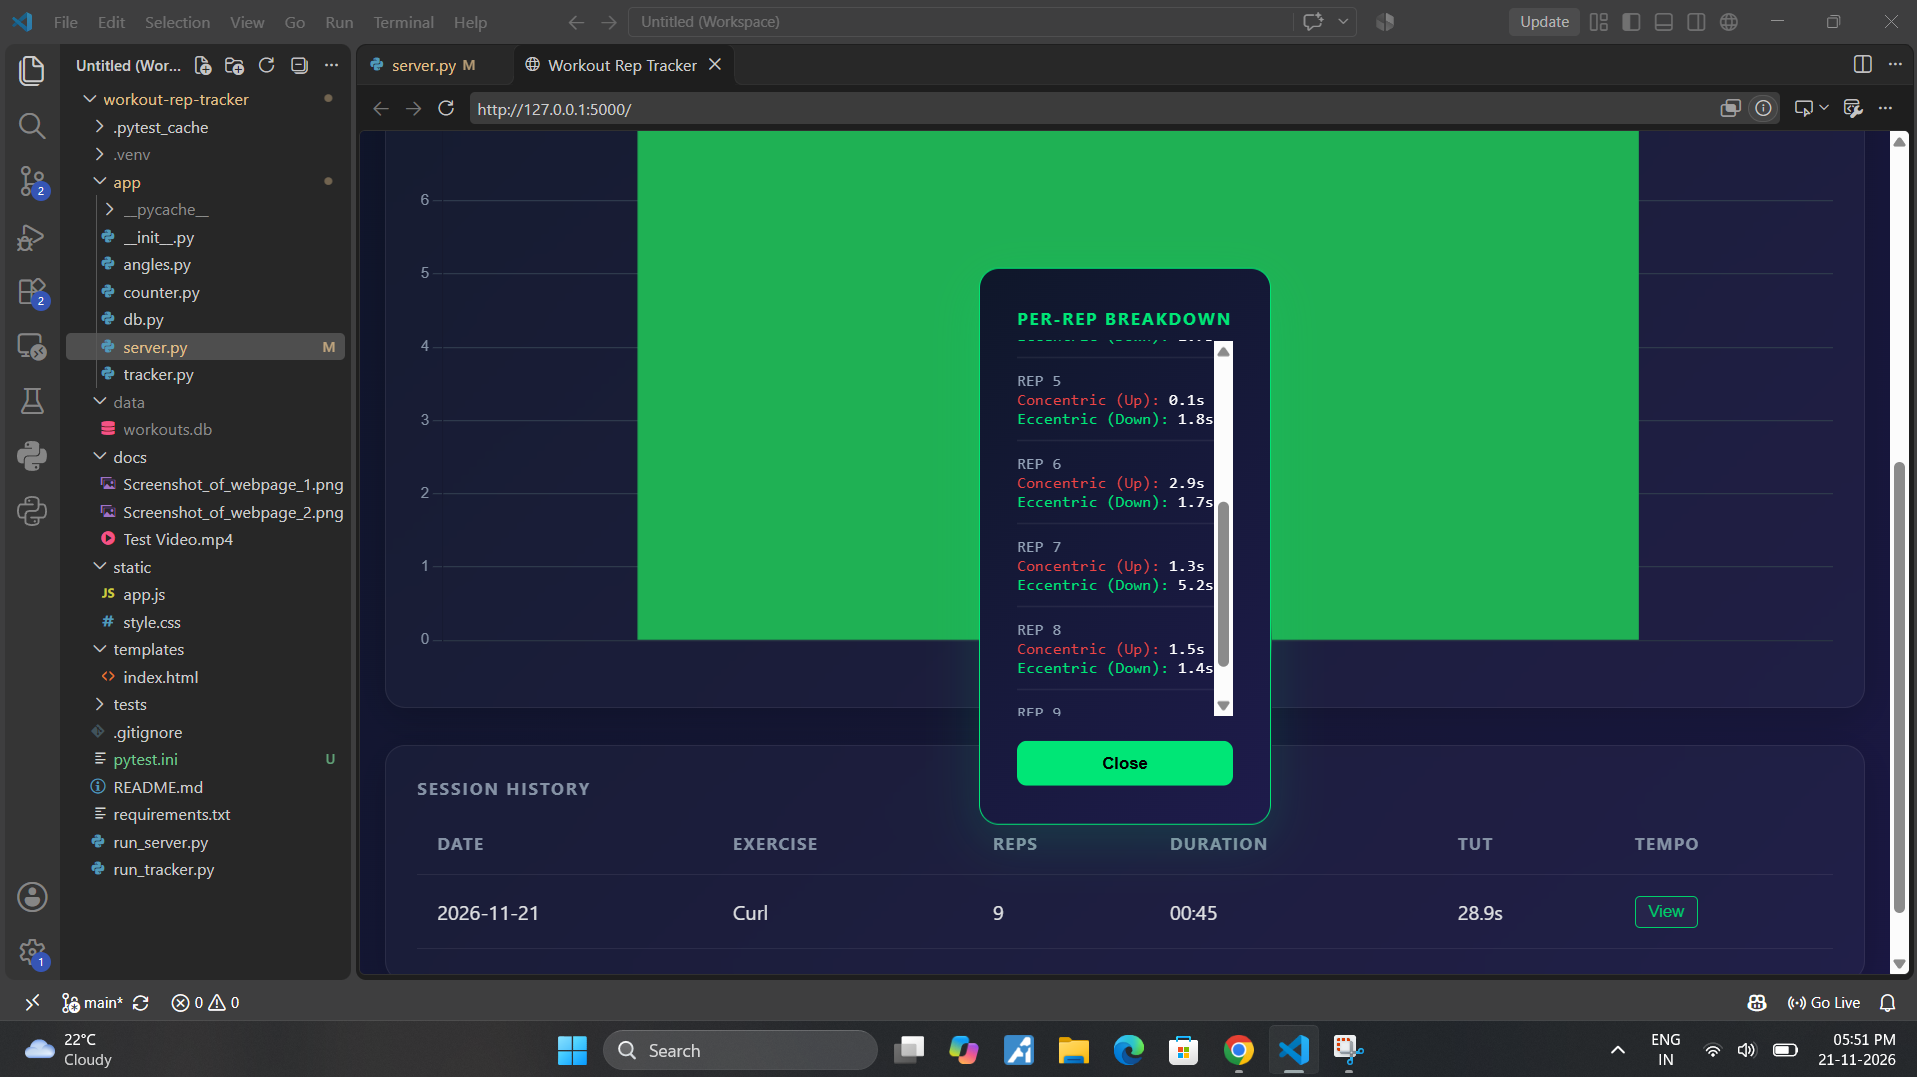 File Edit Selection View Go Run Terminal Help
Untitled (Workspace)
Update
Untitled (Wor...
server.py M
Workout Rep Tracker
http://127.0.0.1:5000/
workout-rep-tracker
.pytest_cache
.venv
app
__pycache__
__init__.py
angles.py
counter.py
db.py
server.py M
tracker.py
data
workouts.db
docs
Screenshot_of_webpage_1.png
Screenshot_of_webpage_2.png
Test Video.mp4
static
JS app.js
# style.css
templates
<> index.html
tests
.gitignore
pytest.ini U
README.md
requirements.txt
run_server.py
run_tracker.py
2
2
1
6
5
4
3
2
1
0
PER-REP BREAKDOWN
REP 5
Concentric (Up): 0.1s
Eccentric (Down): 1.8s
REP 6
Concentric (Up): 2.9s
Eccentric (Down): 1.7s
REP 7
Concentric (Up): 1.3s
Eccentric (Down): 5.2s
REP 8
Concentric (Up): 1.5s
Eccentric (Down): 1.4s
REP 9
Close
SESSION HISTORY
DATE EXERCISE REPS DURATION TUT TEMPO
2026-11-21 Curl 9 00:45 28.9s View
main* 0 0
Go Live
22°C
Cloudy
Search
ENG
IN
05:51 PM
21-11-2026